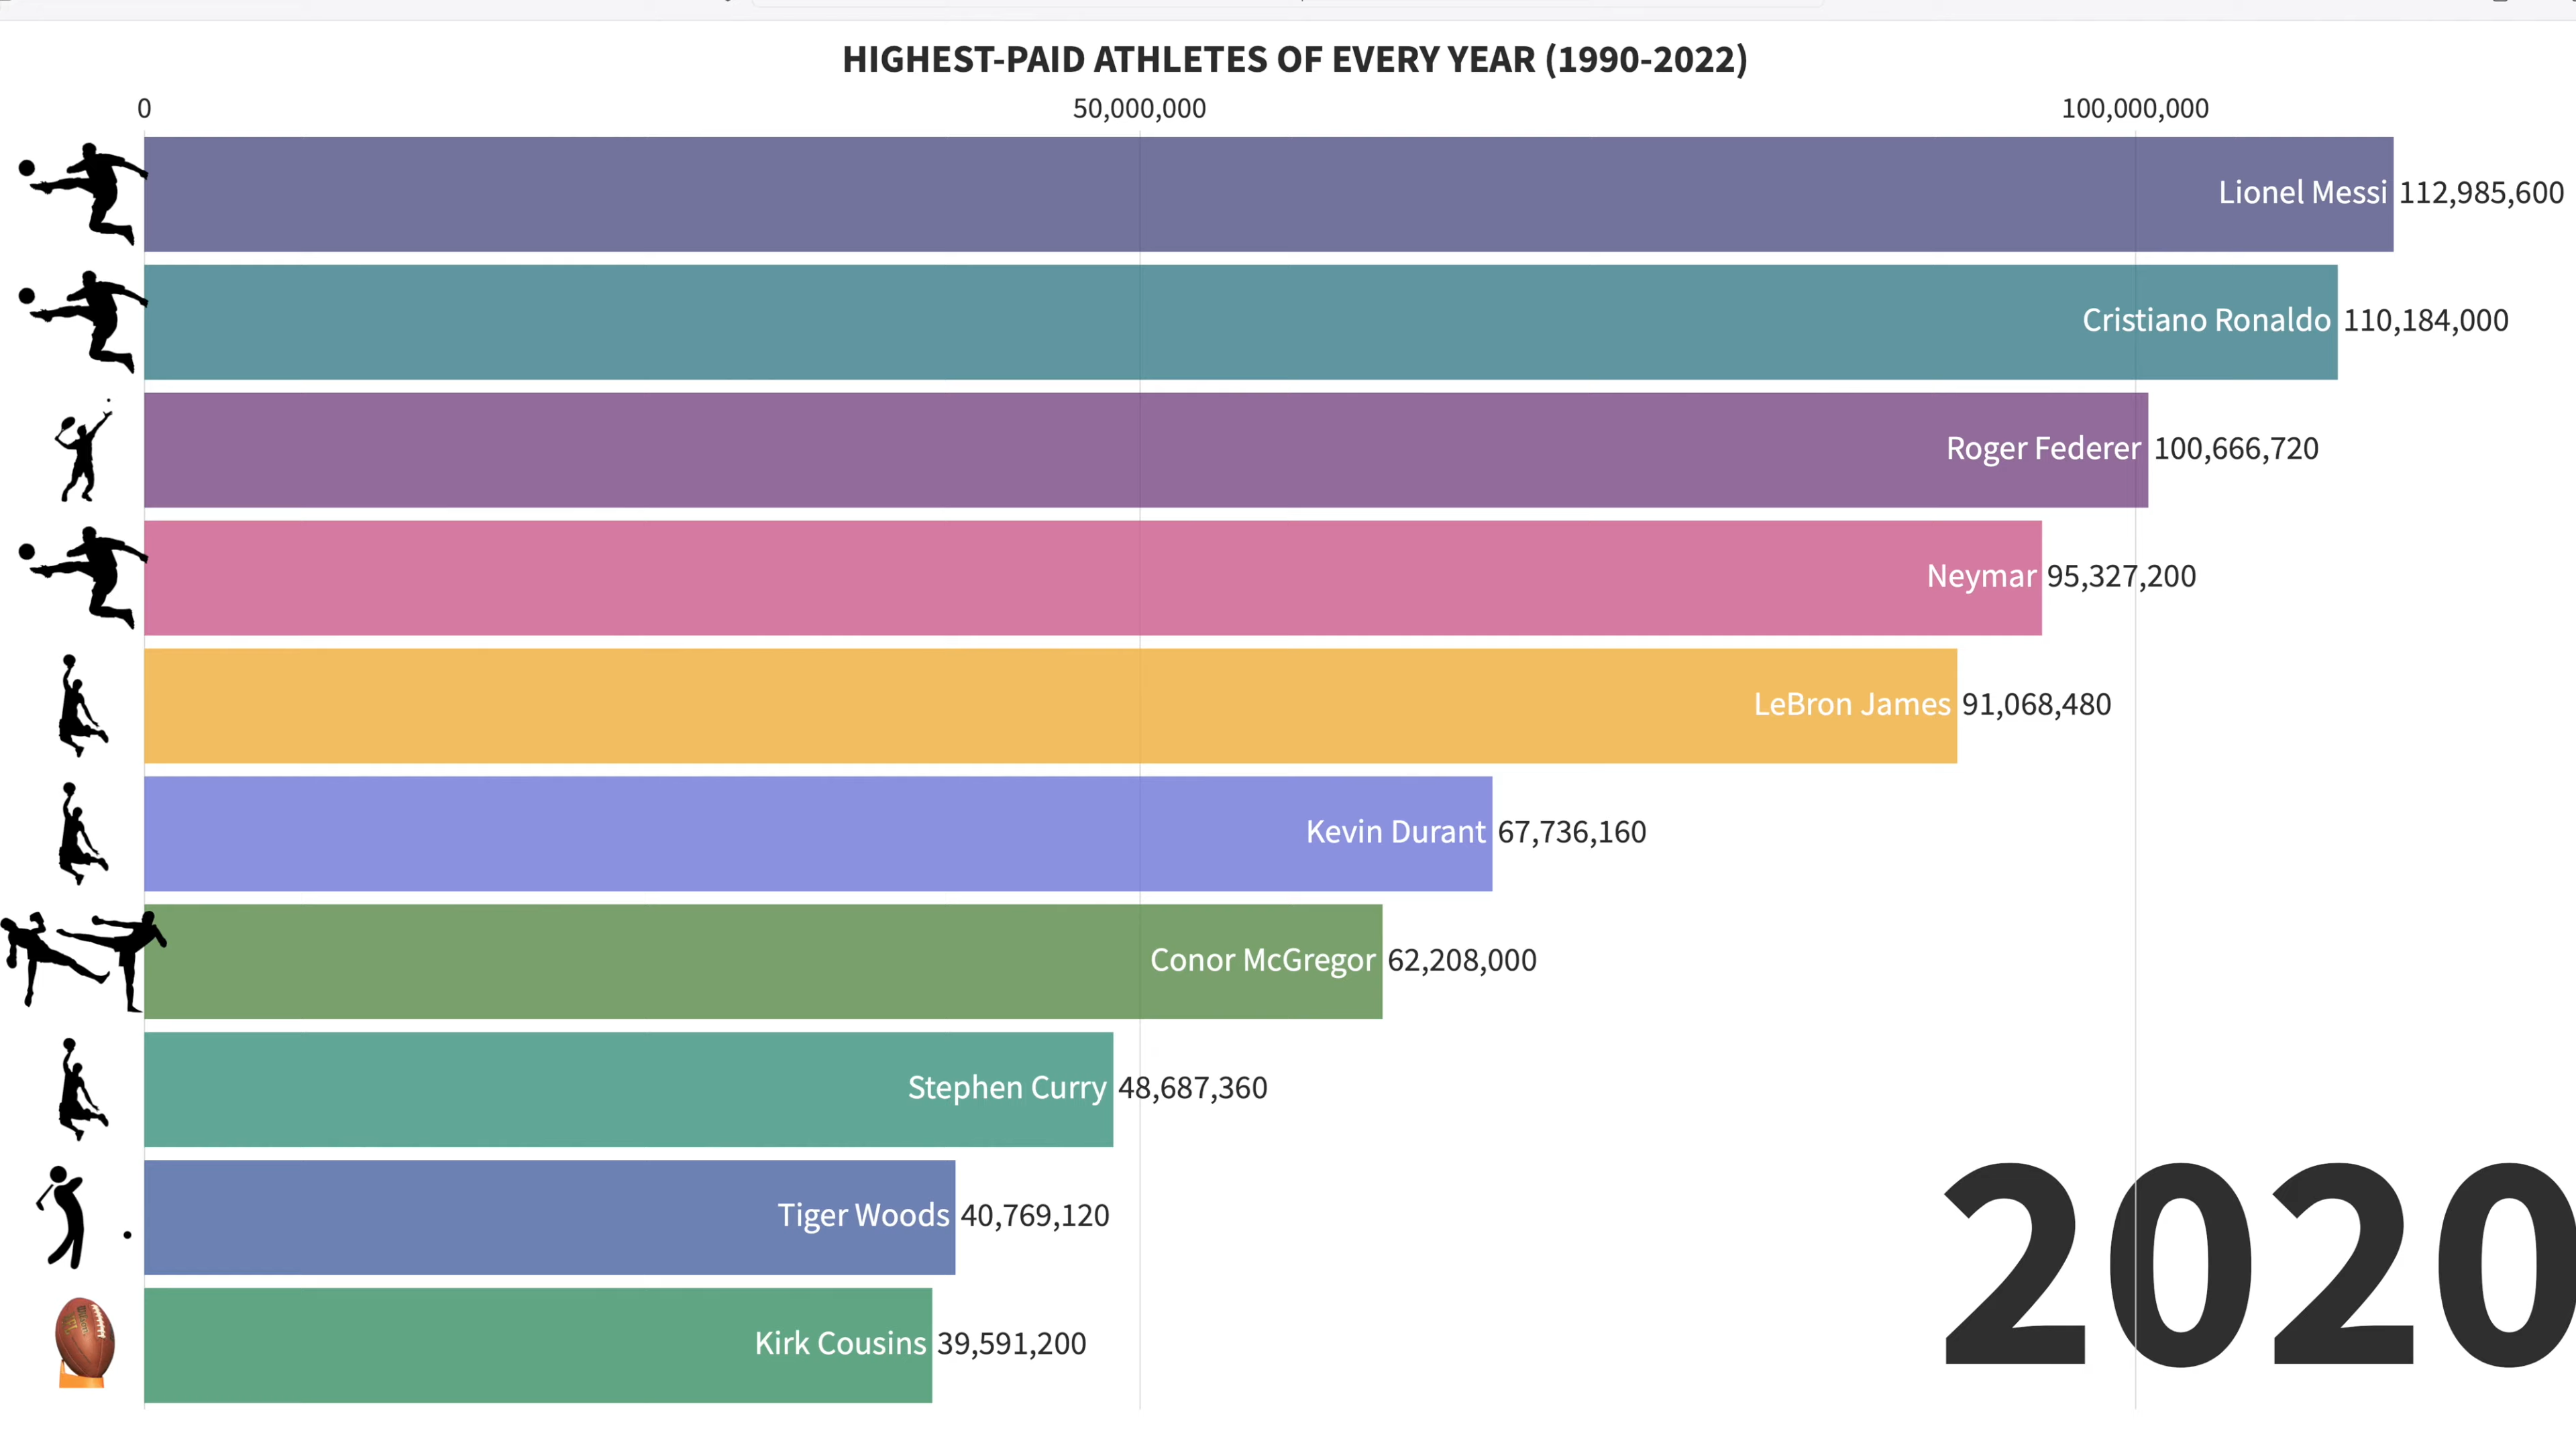 HIGHEST-PAID ATHLETES OF EVERY YEAR (1990-2022)
0 50,000,000 100,000,000
Lionel Messi 112,985,600
Cristiano Ronaldo 110,184,000
Roger Federer 100,666,720
Neymar 95,327,200
LeBron James 91,068,480
Kevin Durant 67,736,160
Conor McGregor 62,208,000
Stephen Curry 48,687,360
Tiger Woods 40,769,120
Kirk Cousins 39,591,200
2020